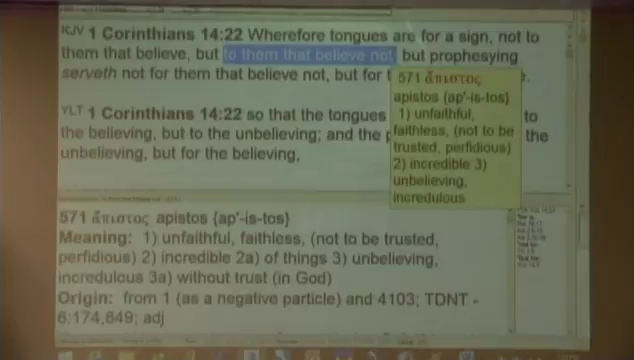 KJV 1 Corinthians 14:22 Wherefore tongues are for a sign, not to
them that believe, but to them that believe not, but prophesying
serveth not for them that believe not, but for
571 ἄπιστος
apistos {ap'-is-tos}
1) unfaithful,
faithless, (not to be
trusted, perfidious)
2) incredible 3)
unbelieving,
incredulous
YLT 1 Corinthians 14:22 so that the tongues to
the believing, but to the unbelieving; and the the
unbelieving, but for the believing,
571 ἄπιστος apistos {ap'-is-tos}
Meaning: 1) unfaithful, faithless, (not to be trusted,
perfidious) 2) incredible 2a) of things 3) unbelieving,
incredulous 3a) without trust (in God)
Origin: from 1 (as a negative particle) and 4103; TDNT -
6:174,849; adj